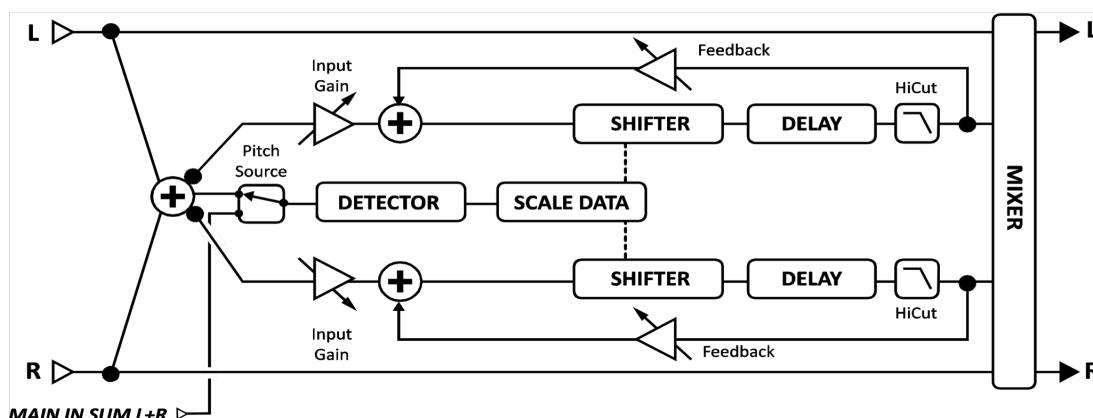 L
L
Feedback
Input
Gain
HiCut
+
SHIFTER
DELAY
Pitch
Source
+
DETECTOR
SCALE DATA
MIXER
+
SHIFTER
DELAY
HiCut
Input
Gain
Feedback
R
R
MAIN IN SUM L+R